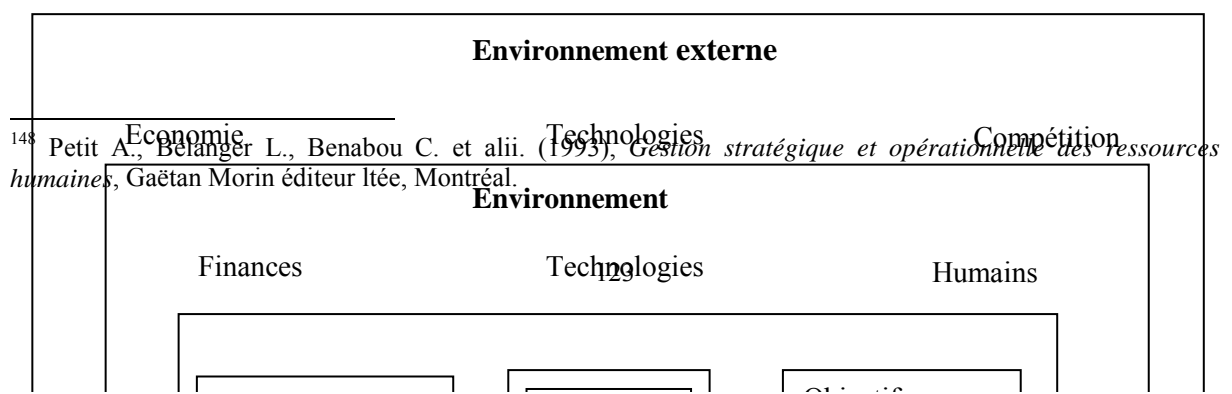 Environnement externe
Economie Technologies Compétition
148 Petit A., Bélanger L., Benabou C. et alii. (1993), Gestion stratégique et opérationnelle des ressources
humaines, Gaëtan Morin éditeur ltée, Montréal.
Environnement
Finances Technologies Humains
123